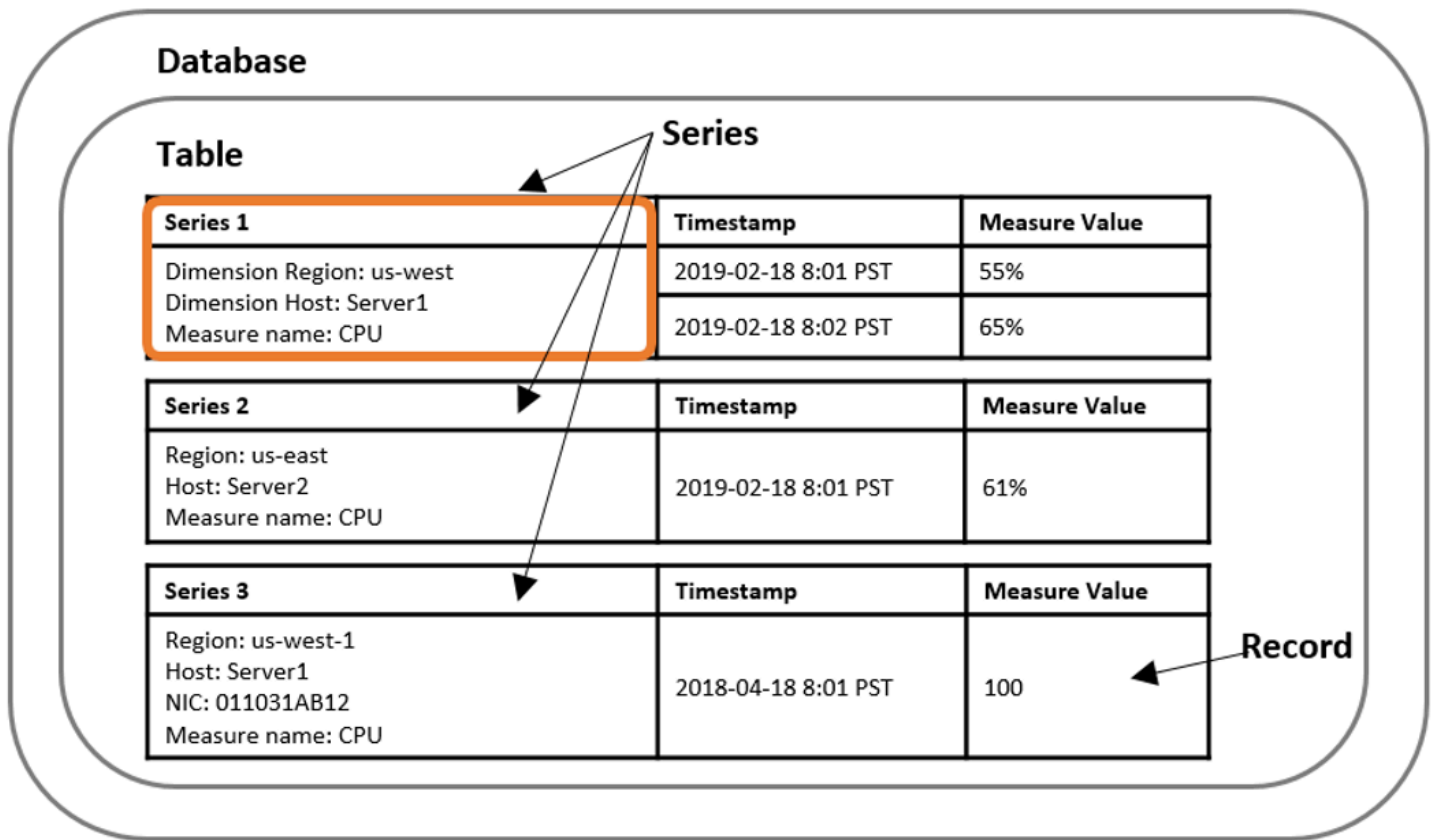 Database
Table
Series
Series 1
Timestamp
Measure Value
Dimension Region: us-west
Dimension Host: Server1
Measure name: CPU
2019-02-18 8:01 PST
55%
2019-02-18 8:02 PST
65%
Series 2
Timestamp
Measure Value
Region: us-east
Host: Server2
Measure name: CPU
2019-02-18 8:01 PST
61%
Series 3
Timestamp
Measure Value
Region: us-west-1
Host: Server1
NIC: 011031AB12
Measure name: CPU
2018-04-18 8:01 PST
100
Record